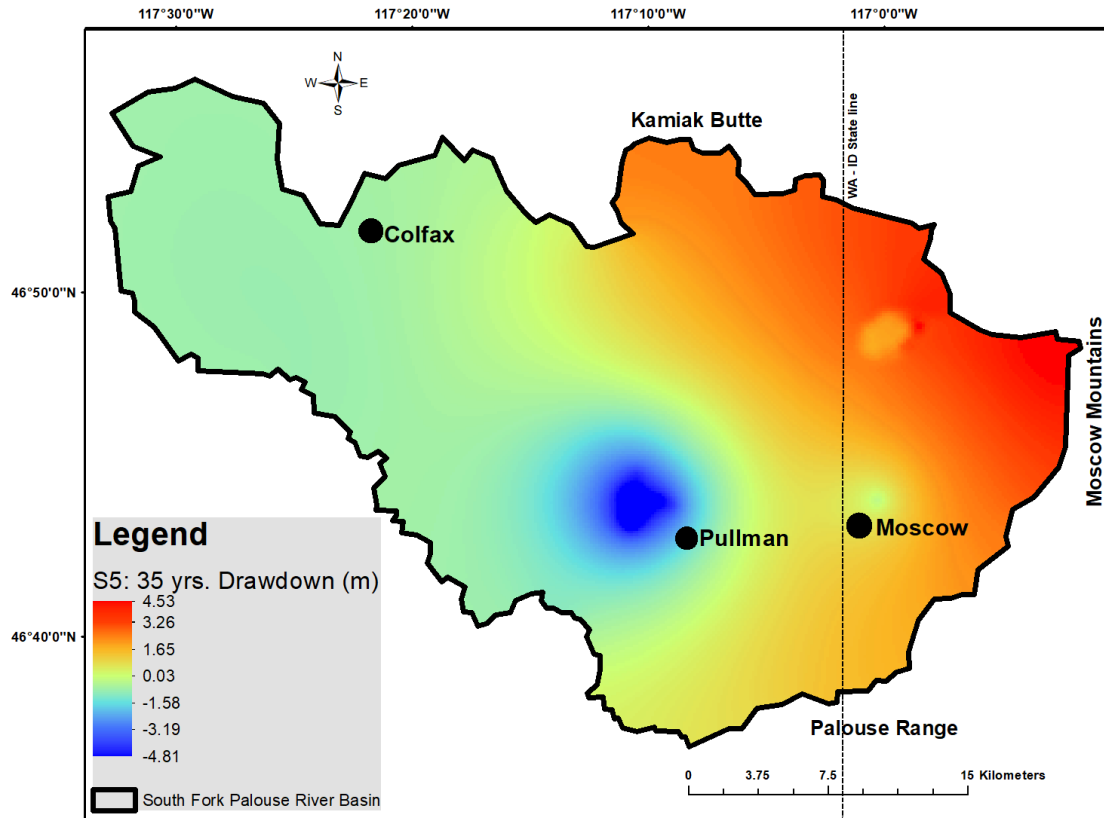 117°30'0"W 117°20'0"W 117°10'0"W 117°0'0"W
N
W E
S
Kamiak Butte
WA - ID State line
Colfax
46°50'0"N
Moscow Mountains
Pullman
Moscow
46°40'0"N
Palouse Range
Legend
S5: 35 yrs. Drawdown (m)
4.53
3.26
1.65
0.03
-1.58
-3.19
-4.81
South Fork Palouse River Basin
0 3.75 7.5 15 Kilometers